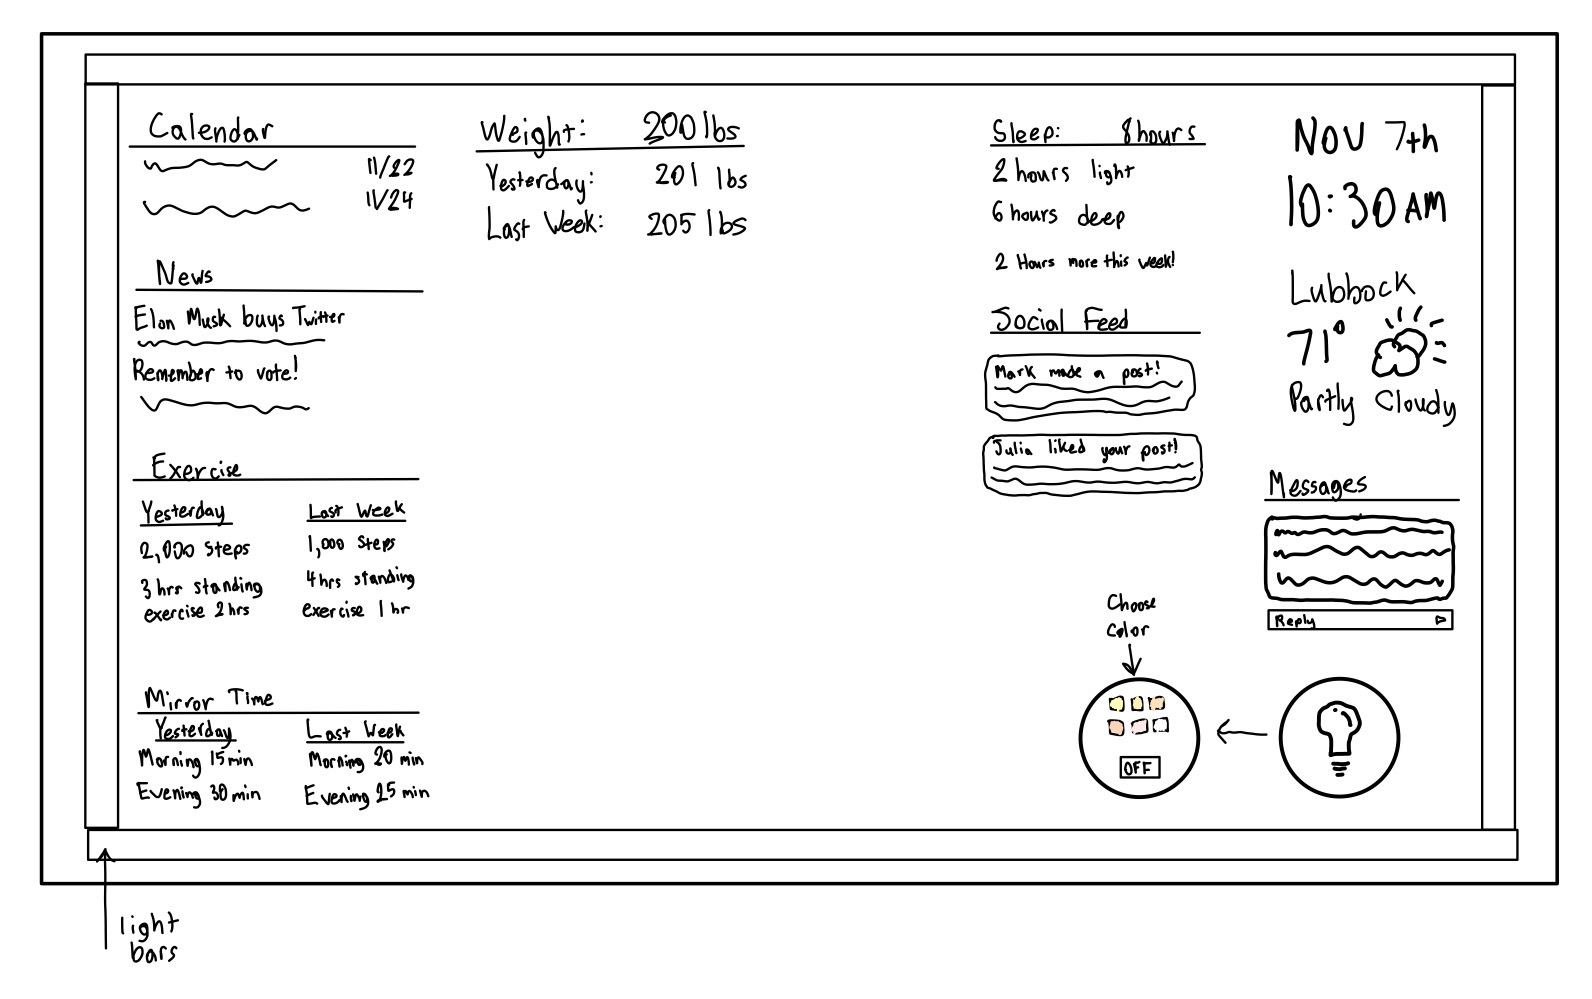 Calendar
11/22
11/24
News
Elon Musk buys Twitter
Remember to vote!
Exercise
Yesterday
2,000 Steps
3 hrs standing
exercise 2 hrs
Last Week
1,000 Steps
4 hrs standing
exercise 1 hr
Mirror Time
Yesterday
Morning 15 min
Evening 30 min
Last Week
Morning 20 min
Evening 25 min
Weight: 200 lbs
Yesterday: 201 lbs
Last Week: 205 lbs
Sleep: 8 hours
2 hours light
6 hours deep
2 Hours more this week!
Social Feed
Mark made a post!
Julia liked your post!
Choose
Color
OFF
Nov 7th
10:30 AM
Lubbock
71°
Partly Cloudy
Messages
Reply
light
bars